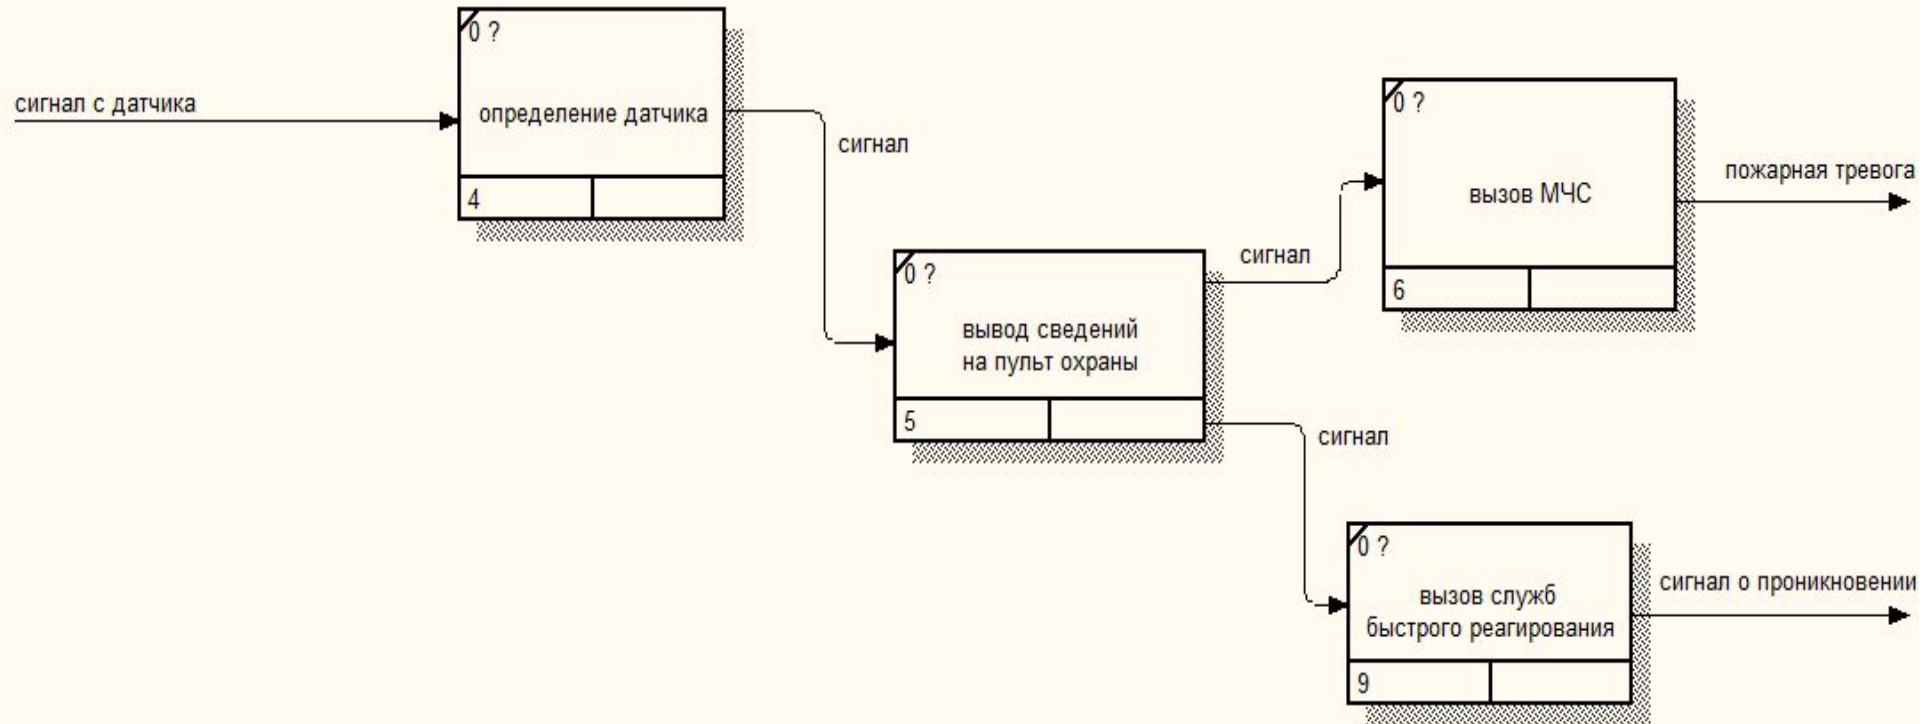 0 ?
сигнал с датчика
определение датчика
4
сигнал
0 ?
вывод сведений
на пульт охраны
5
сигнал
0 ?
вызов МЧС
6
пожарная тревога
сигнал
0 ?
вызов служб
быстрого реагирования
9
сигнал о проникновении